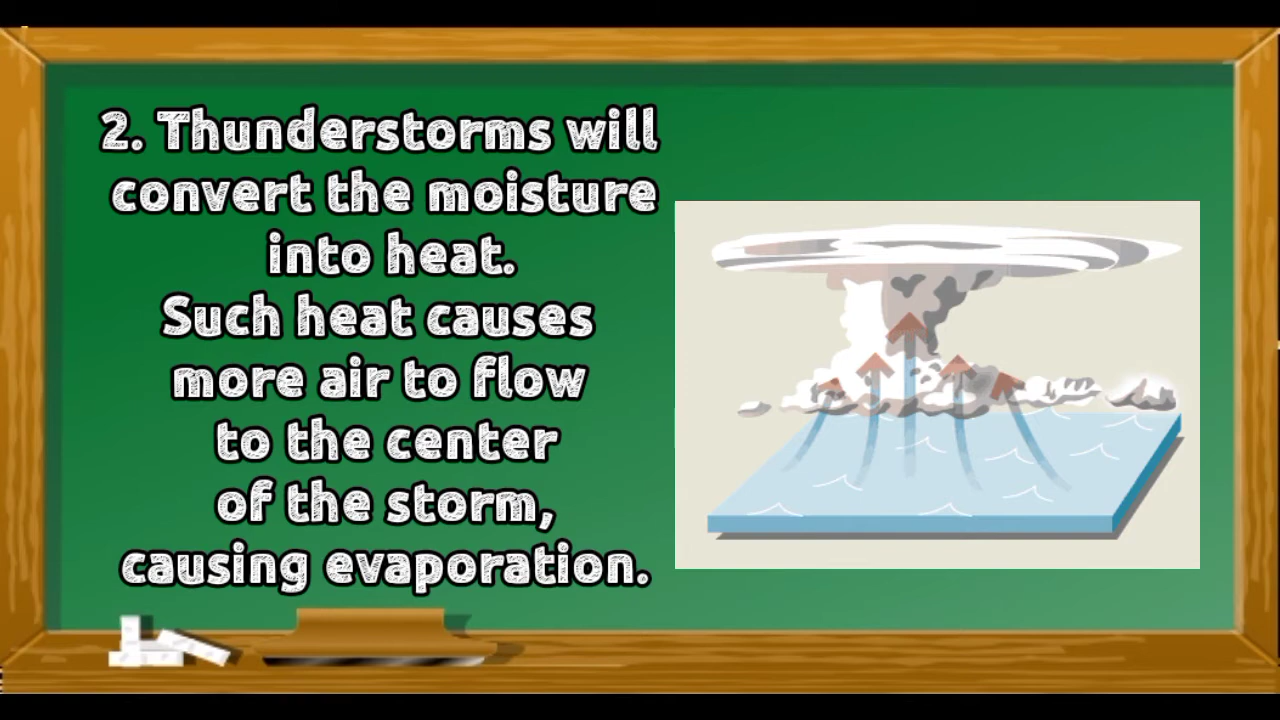 2. Thunderstorms will
convert the moisture
into heat.
Such heat causes
more air to flow
to the center
of the storm,
causing evaporation.